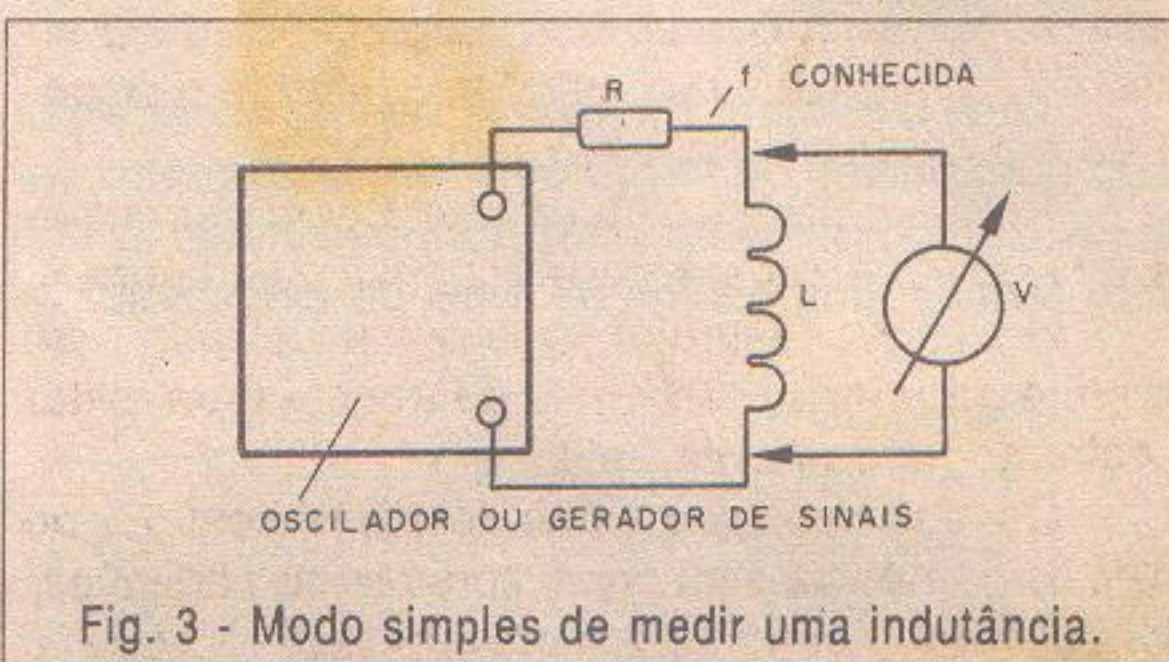 R
f CONHECIDA
L
V
OSCILADOR OU GERADOR DE SINAIS
Fig. 3 - Modo simples de medir uma indutância.